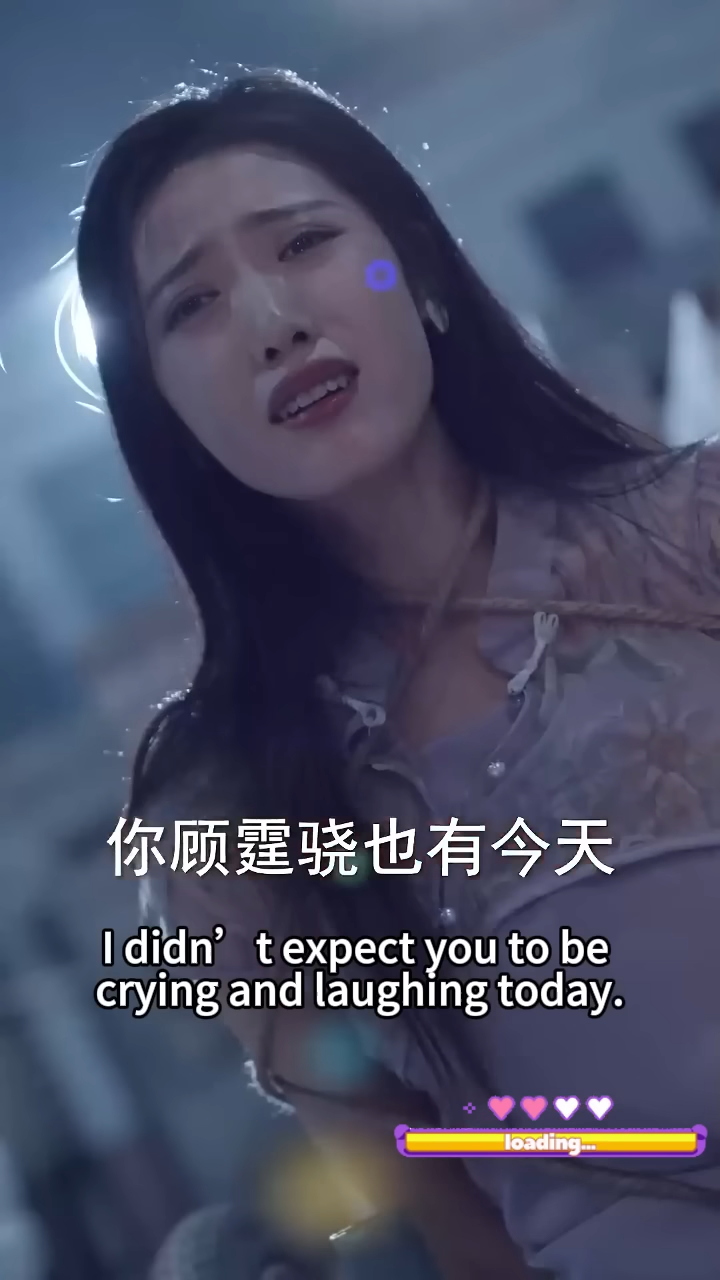 你顾霆骁也有今天
I didn't expect you to be
crying and laughing today.
loading...